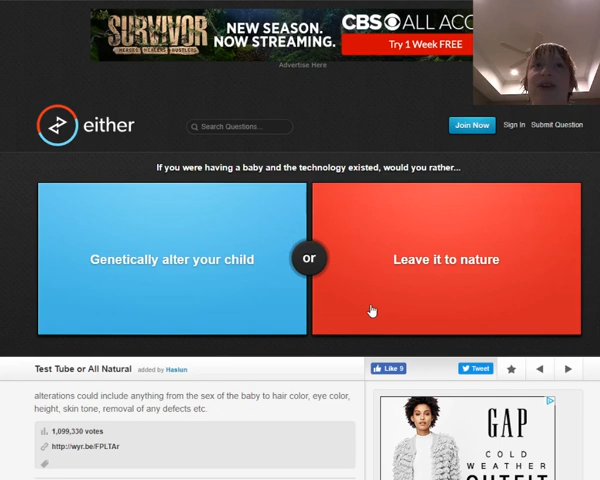 SURVIVOR
HEROES HEALERS HUSTLERS
NEW SEASON.
NOW STREAMING.
CBS ALL ACC
Try 1 Week FREE
Advertise Here
either
Search Questions...
Join Now
Sign In
Submit Question
If you were having a baby and the technology existed, would you rather...
Genetically alter your child
or
Leave it to nature
Test Tube or All Natural added by Haslun
Like 9
Tweet
alterations could include anything from the sex of the baby to hair color, eye color,
height, skin tone, removal of any defects etc.
1,099,330 votes
http://wyr.be/FPLTAr
GAP
COLD
WEATHER
OUTFIT